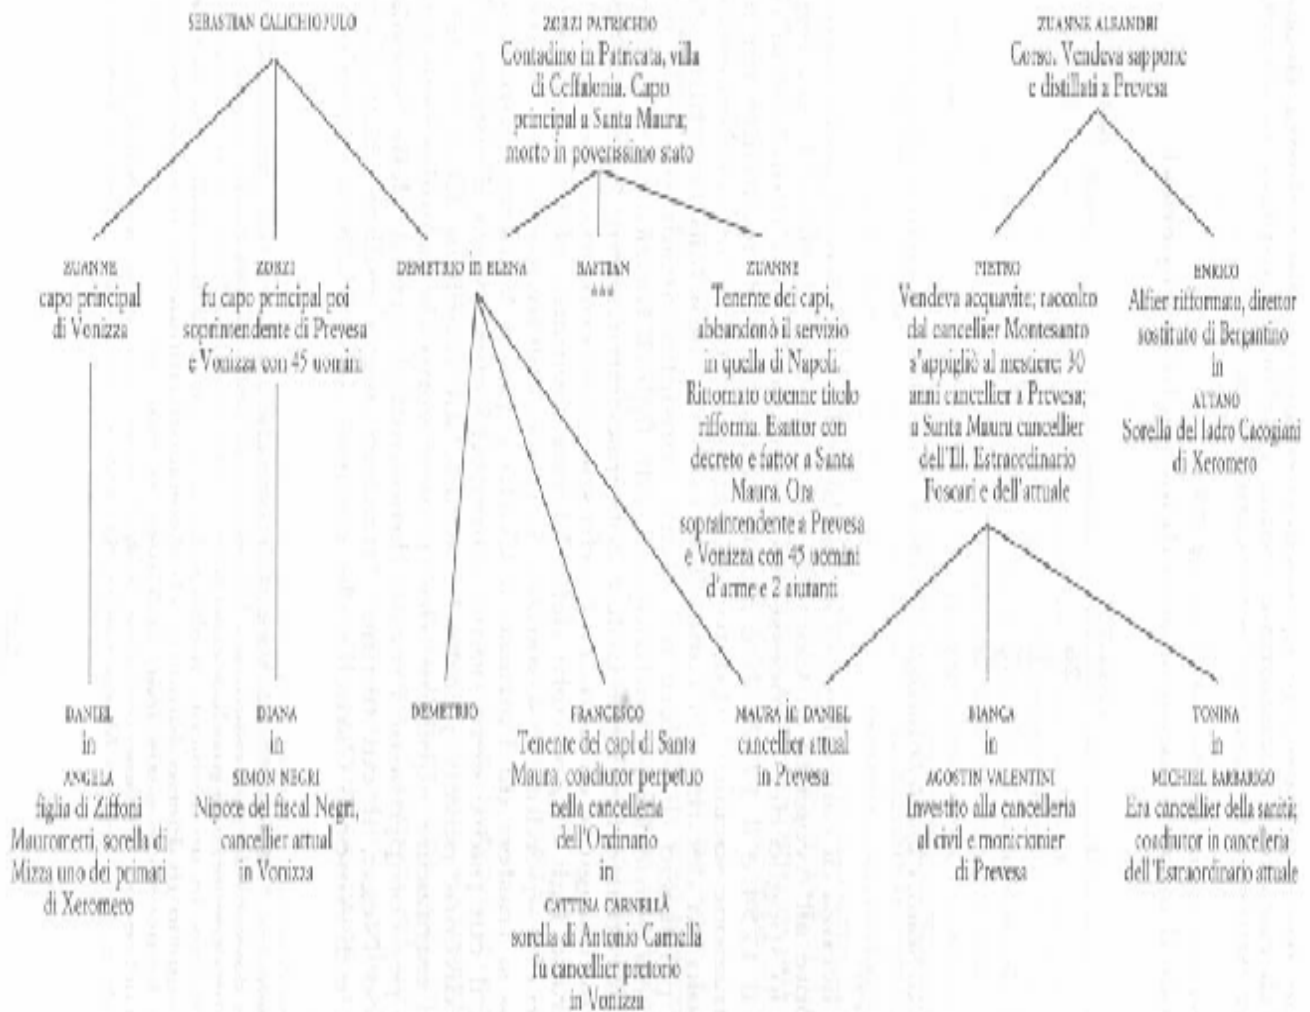 SEBASTIAN CALICHIOPULO
ZORZI PATRICHIO
Contadino in Patricata, villa
di Ceffalonia. Capo
principal a Santa Maura;
morto in poverissimo stato
ZUANNE ALEANDRI
Corso. Vendeva sappone
e distillati a Prevesa
ZUANNE
capo principal
di Vonizza
ZORZI
fu capo principal poi
soprintendente di Prevesa
e Vonizza con 45 uomini
DEMETRIO in ELENA
BASTIAN
***
ZUANNE
Tenente dei capi,
abbandonò il servizio
in quella di Napoli.
Rittornato ottenne titolo
rifforma. Esattor con
decreto e fattor a Santa
Maura. Ora
sopraintendente a Prevesa
e Vonizza con 45 uomini
d'arme e 2 aiutanti
PIETRO
Vendeva acquavite; raccolto
dal cancellier Montesanto
s'appigliò al mestiere; 30
anni cancellier a Prevesa;
a Santa Maura cancellier
dell'Ill. Estraordinario
Foscari e dell'attuale
ENRICO
Alfier rifformato, direttor
sostituto di Bergantino
in
ATTANO
Sorella del ladro Cacogiani
di Xeromero
DANIEL
in
ANGELA
figlia di Ziffoni
Maurometti, sorella di
Mizza uno dei primati
di Xeromero
DIANA
in
SIMON NEGRI
Nipote del fiscal Negri,
cancellier attual
in Vonizza
DEMETRIO
FRANCESCO
Tenente dei capi di Santa
Maura, coadiutor perpetuo
nella cancelleria
dell'Ordinario
in
CATTINA CARNELLÀ
sorella di Antonio Carnellà
fu cancellier pretorio
in Vonizza
MAURA in DANIEL
cancellier attual
in Prevesa
BIANCA
in
AGOSTIN VALENTINI
Investito alla cancelleria
al civil e monicionier
di Prevesa
TONINA
in
MICHIEL BARBARIGO
Era cancellier della sanità;
coadiutor in cancelleria
dell'Estraordinario attuale